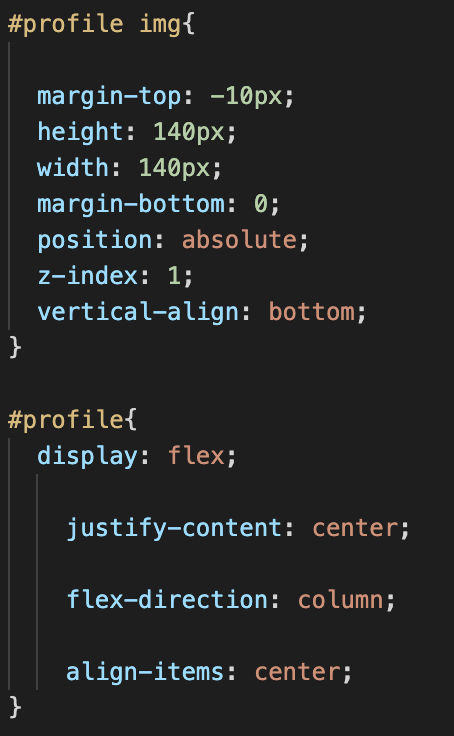 #profile img{
margin-top: -10px;
height: 140px;
width: 140px;
margin-bottom: 0;
position: absolute;
z-index: 1;
vertical-align: bottom;
}
#profile{
display: flex;
justify-content: center;
flex-direction: column;
align-items: center;
}